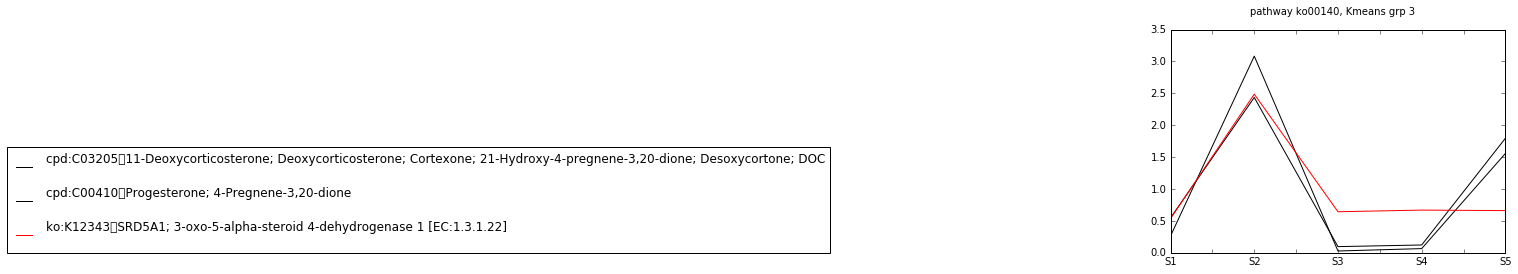 pathway ko00140, Kmeans grp 3
3.5
3.0
2.5
2.0
1.5
1.0
0.5
0.0
S1 S2 S3 S4 S5
cpd:C03205▯11-Deoxycorticosterone; Deoxycorticosterone; Cortexone; 21-Hydroxy-4-pregnene-3,20-dione; Desoxycortone; DOC
cpd:C00410▯Progesterone; 4-Pregnene-3,20-dione
ko:K12343▯SRD5A1; 3-oxo-5-alpha-steroid 4-dehydrogenase 1 [EC:1.3.1.22]